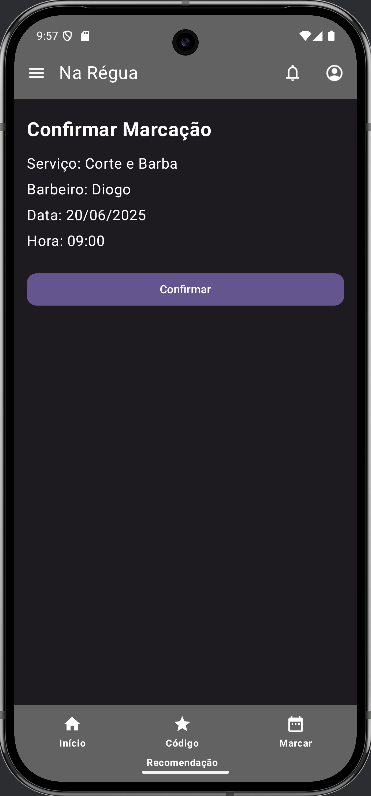 9:57
Na Régua
Confirmar Marcação
Serviço: Corte e Barba
Barbeiro: Diogo
Data: 20/06/2025
Hora: 09:00
Confirmar
Início
Código
Marcar
Recomendação